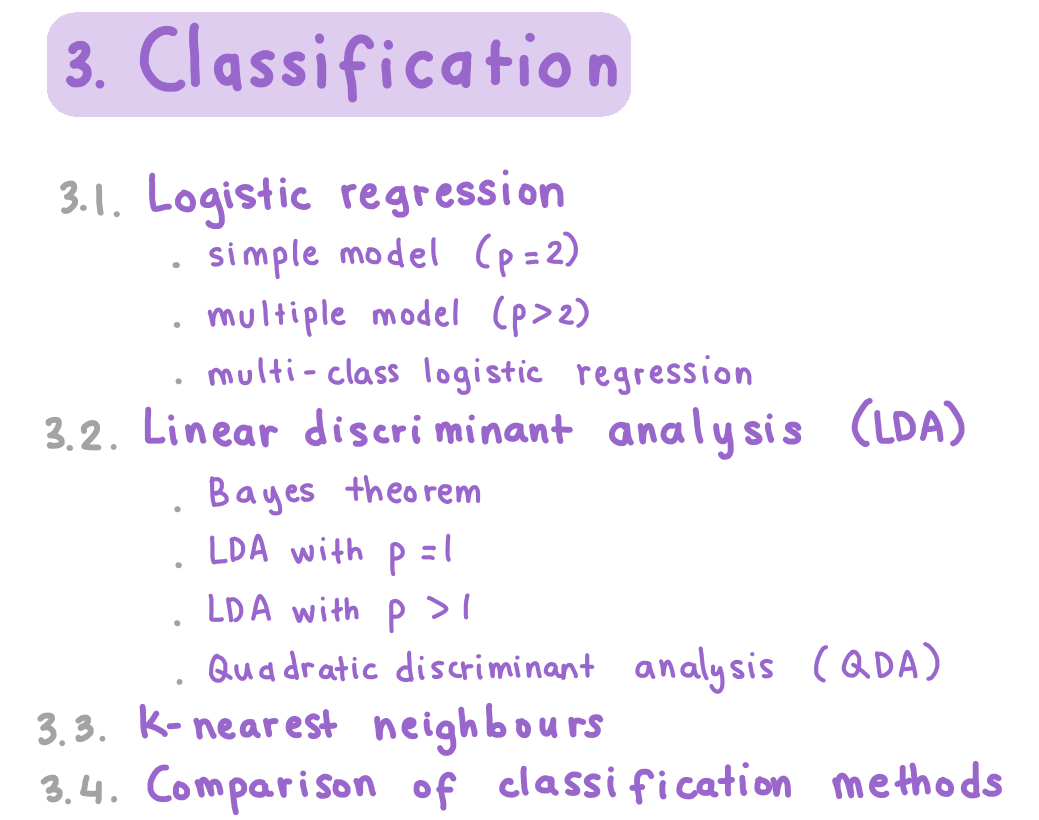 3. Classification
3.1. Logistic regression
. simple model (p=2)
. multiple model (p>2)
. multi-class logistic regression
3.2. Linear discriminant analysis (LDA)
. Bayes theorem
. LDA with p=1
. LDA with p >1
. Quadratic discriminant analysis (QDA)
3.3. K-nearest neighbours
3.4. Comparison of classification methods